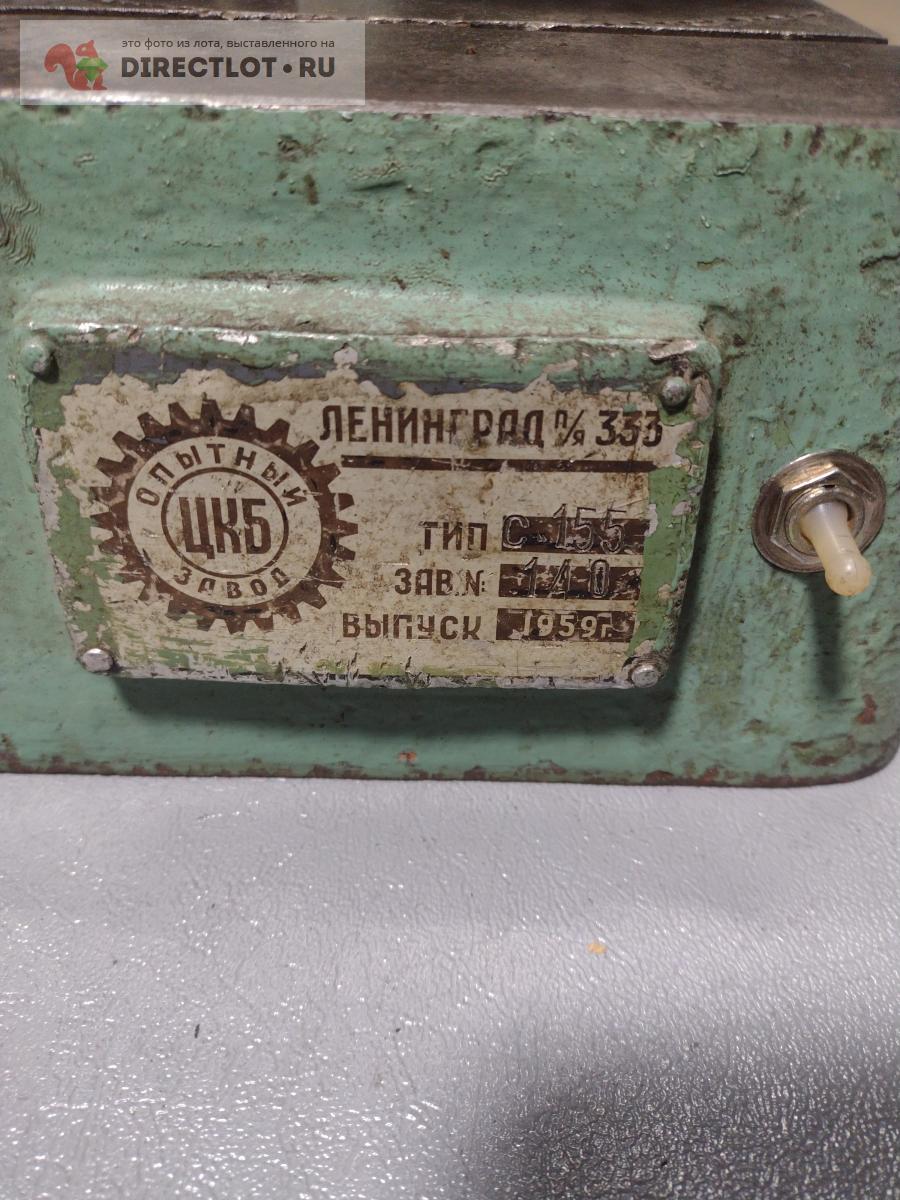 это фото из лота, выставленного на
DIRECTLOT•RU
ЛЕНИНГРАД п/я 333
ОПЫТНЫЙ
ЦКБ
ЗАВОД
ТИП С-155
ЗАВ.№ 140
ВЫПУСК 1959г.